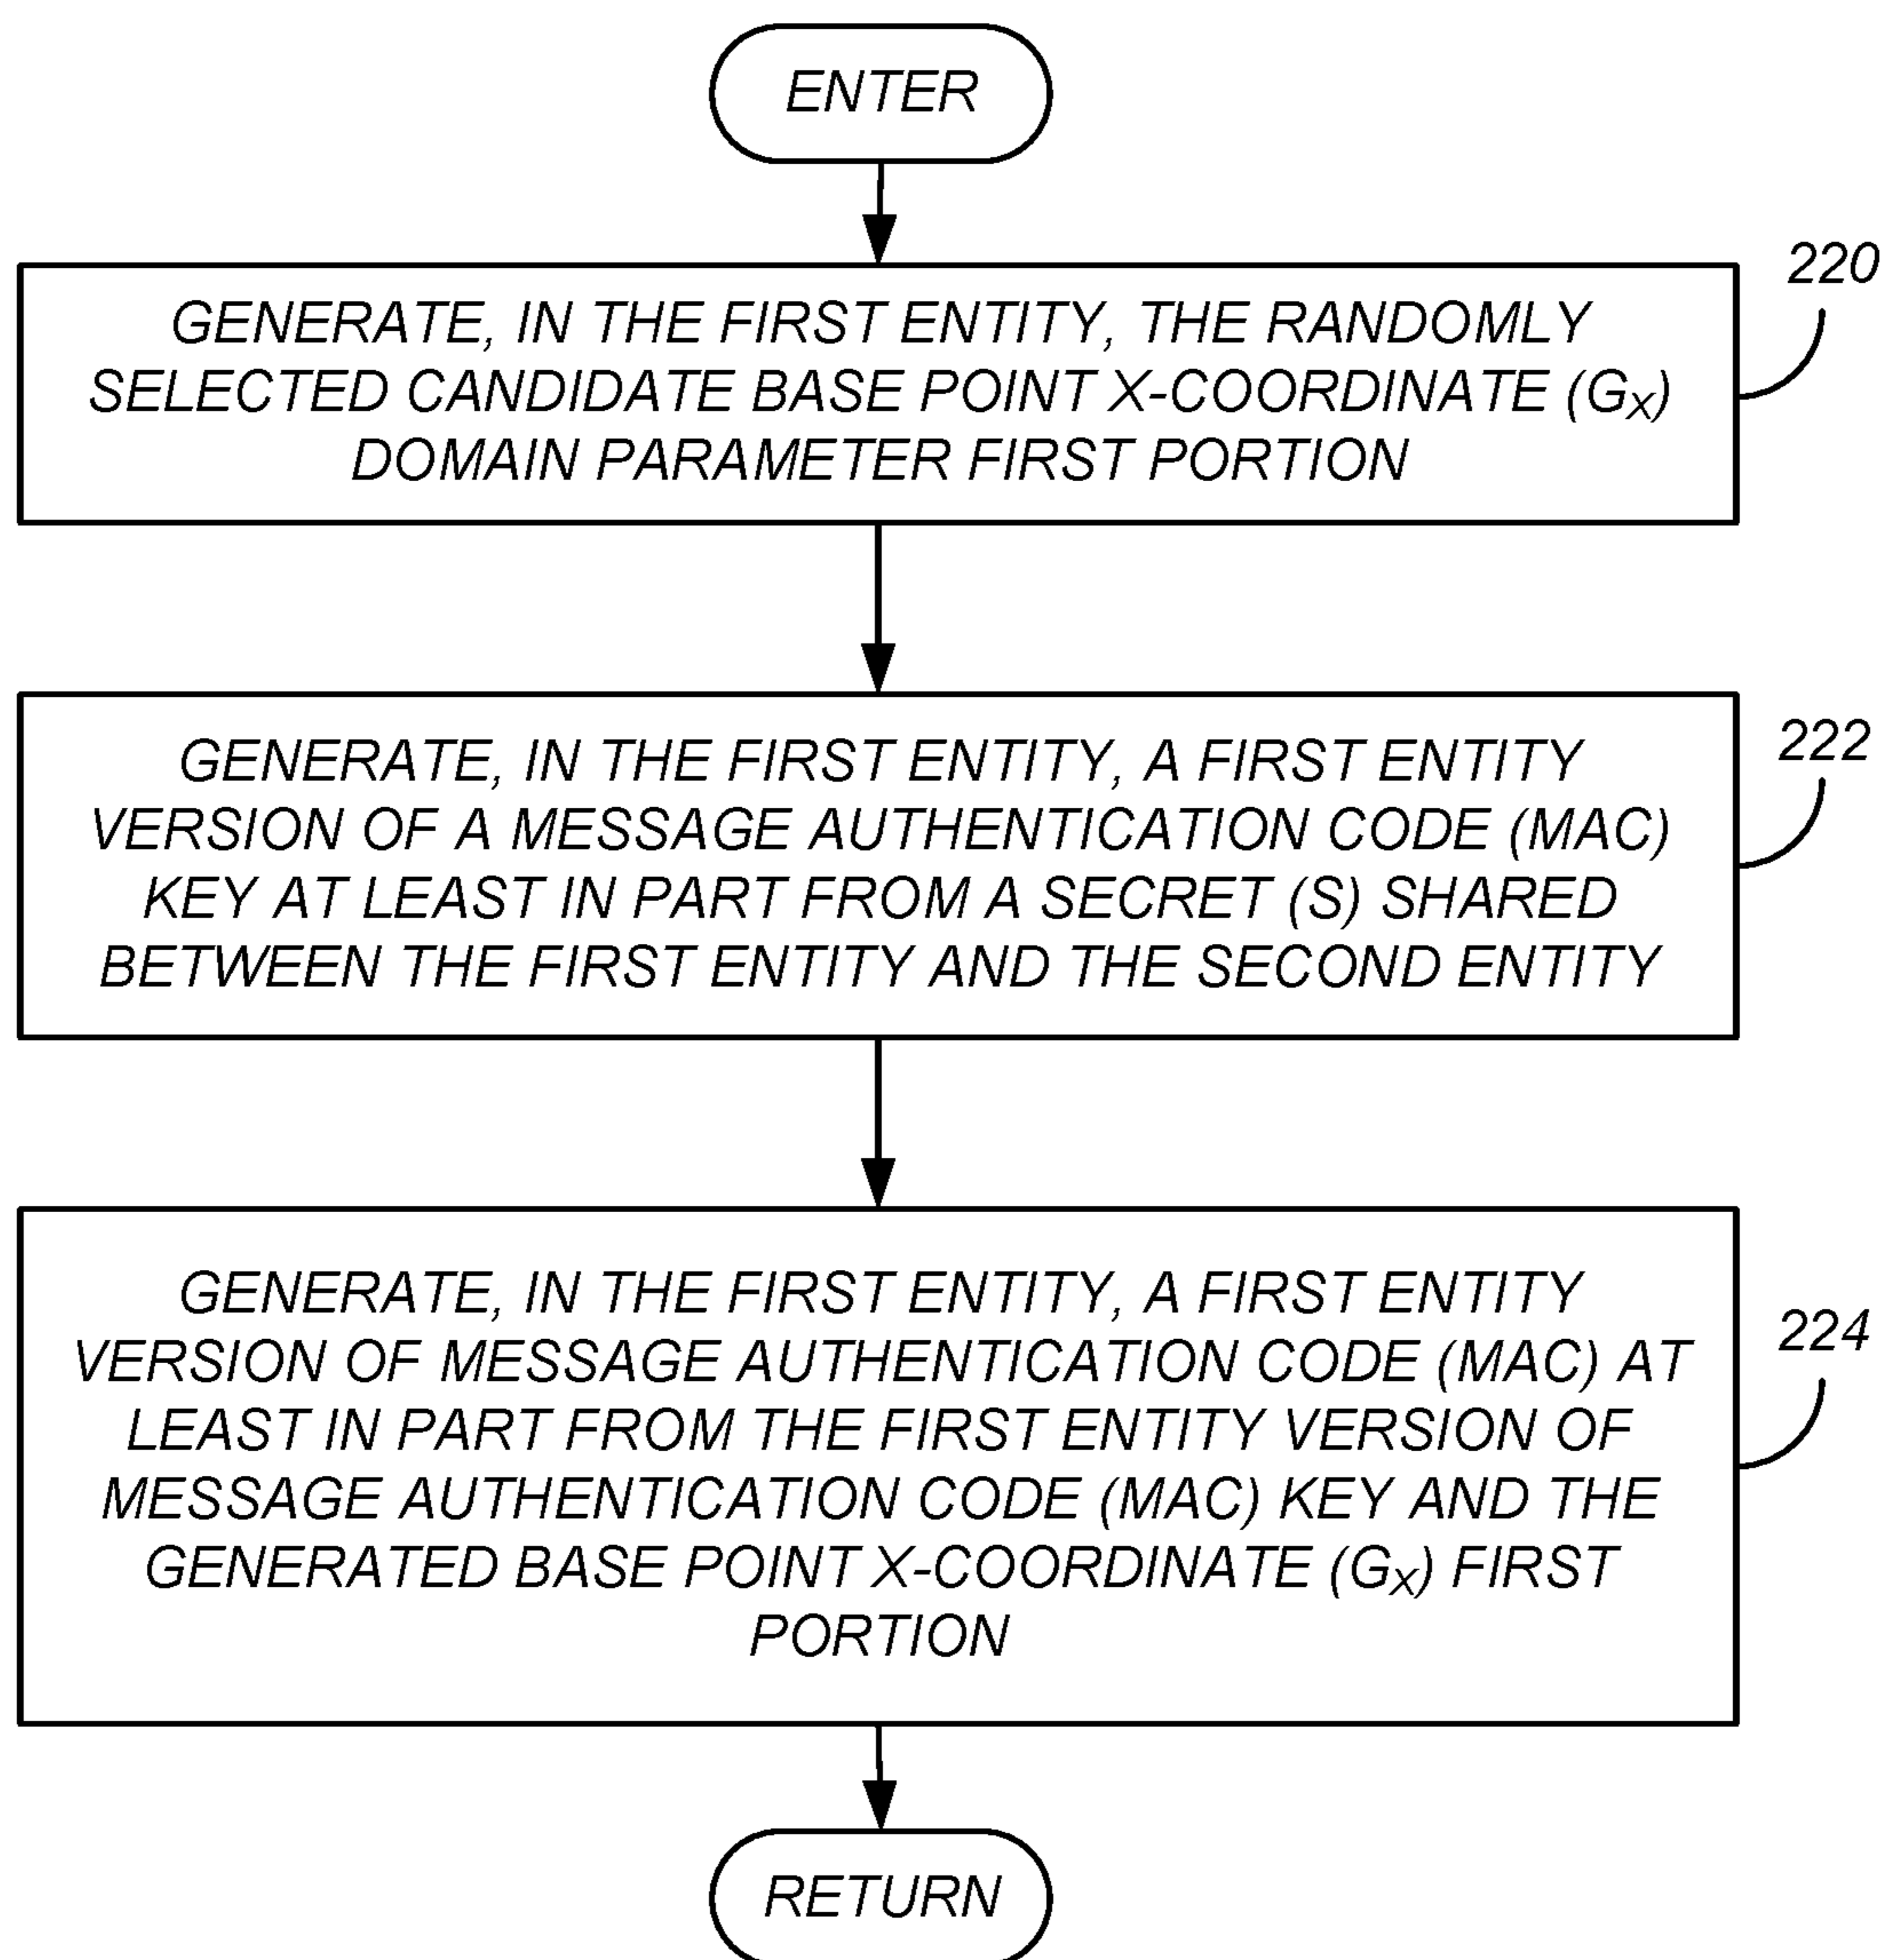 ENTER
220
GENERATE, IN THE FIRST ENTITY, THE RANDOMLY
SELECTED CANDIDATE BASE POINT X-COORDINATE (GX)
DOMAIN PARAMETER FIRST PORTION
222
GENERATE, IN THE FIRST ENTITY, A FIRST ENTITY
VERSION OF A MESSAGE AUTHENTICATION CODE (MAC)
KEY AT LEAST IN PART FROM A SECRET (S) SHARED
BETWEEN THE FIRST ENTITY AND THE SECOND ENTITY
224
GENERATE, IN THE FIRST ENTITY, A FIRST ENTITY
VERSION OF MESSAGE AUTHENTICATION CODE (MAC) AT
LEAST IN PART FROM THE FIRST ENTITY VERSION OF
MESSAGE AUTHENTICATION CODE (MAC) KEY AND THE
GENERATED BASE POINT X-COORDINATE (GX) FIRST
PORTION
RETURN